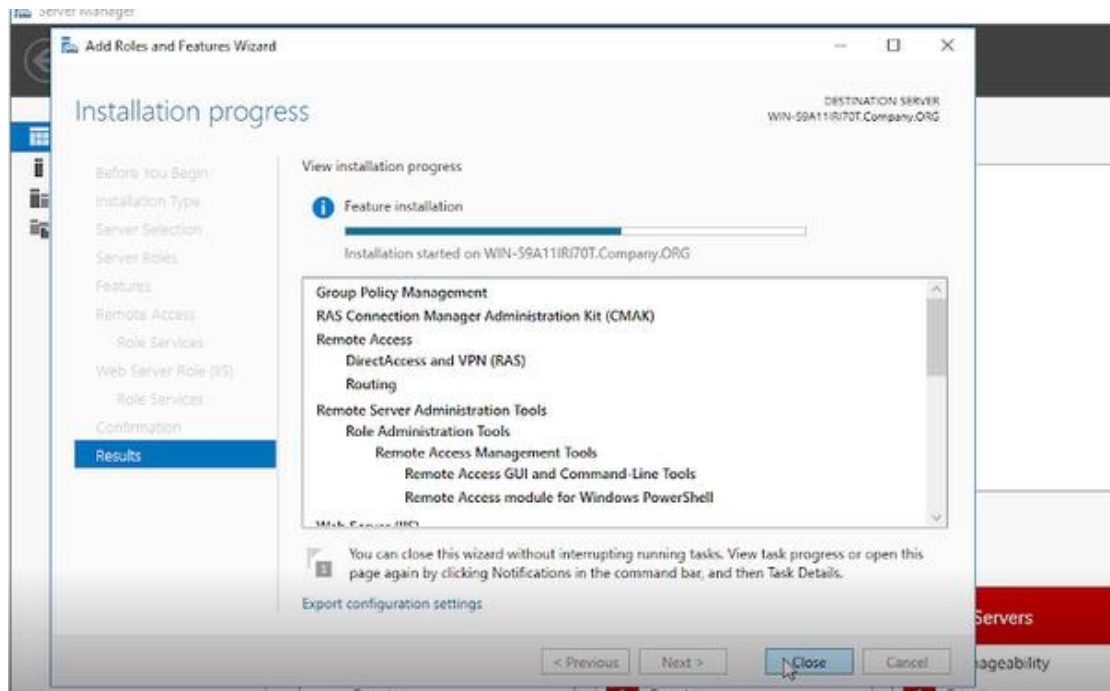 Server Manager
Add Roles and Features Wizard
Installation progress
DESTINATION SERVER
WIN-S9A11IRI70T.Company.ORG
Before You Begin
Installation Type
Server Selection
Server Roles
Features
Remote Access
Role Services
Web Server Role (IIS)
Role Services
Confirmation
Results
View installation progress
Feature installation
Installation started on WIN-S9A11IRI70T.Company.ORG
Group Policy Management
RAS Connection Manager Administration Kit (CMAK)
Remote Access
DirectAccess and VPN (RAS)
Routing
Remote Server Administration Tools
Role Administration Tools
Remote Access Management Tools
Remote Access GUI and Command-Line Tools
Remote Access module for Windows PowerShell
Web Server (IIS)
You can close this wizard without interrupting running tasks. View task progress or open this
page again by clicking Notifications in the command bar, and then Task Details.
Export configuration settings
< Previous
Next >
Close
Cancel
Servers
ageability